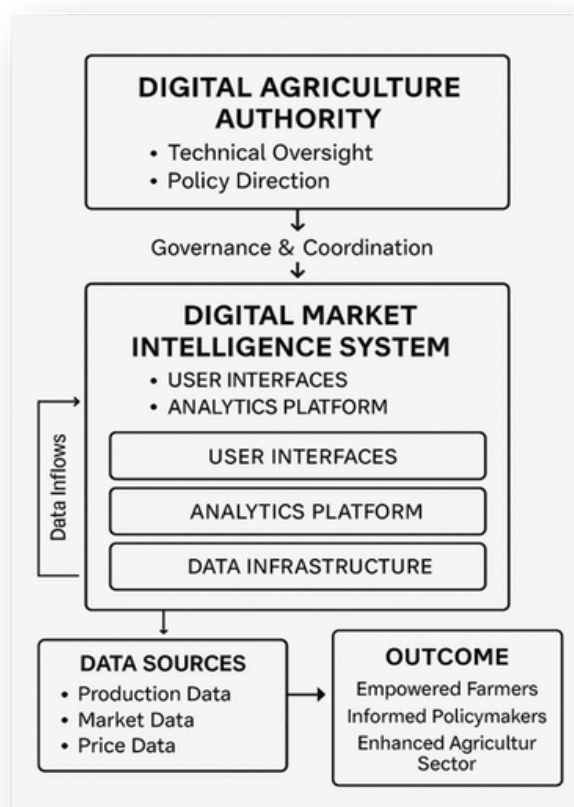 DIGITAL AGRICULTURE
AUTHORITY
• Technical Oversight
• Policy Direction
Governance & Coordination
DIGITAL MARKET
INTELLIGENCE SYSTEM
• USER INTERFACES
• ANALYTICS PLATFORM
USER INTERFACES
ANALYTICS PLATFORM
DATA INFRASTRUCTURE
Data Inflows
DATA SOURCES
• Production Data
• Market Data
• Price Data
OUTCOME
Empowered Farmers
Informed Policymakers
Enhanced Agricultur
Sector